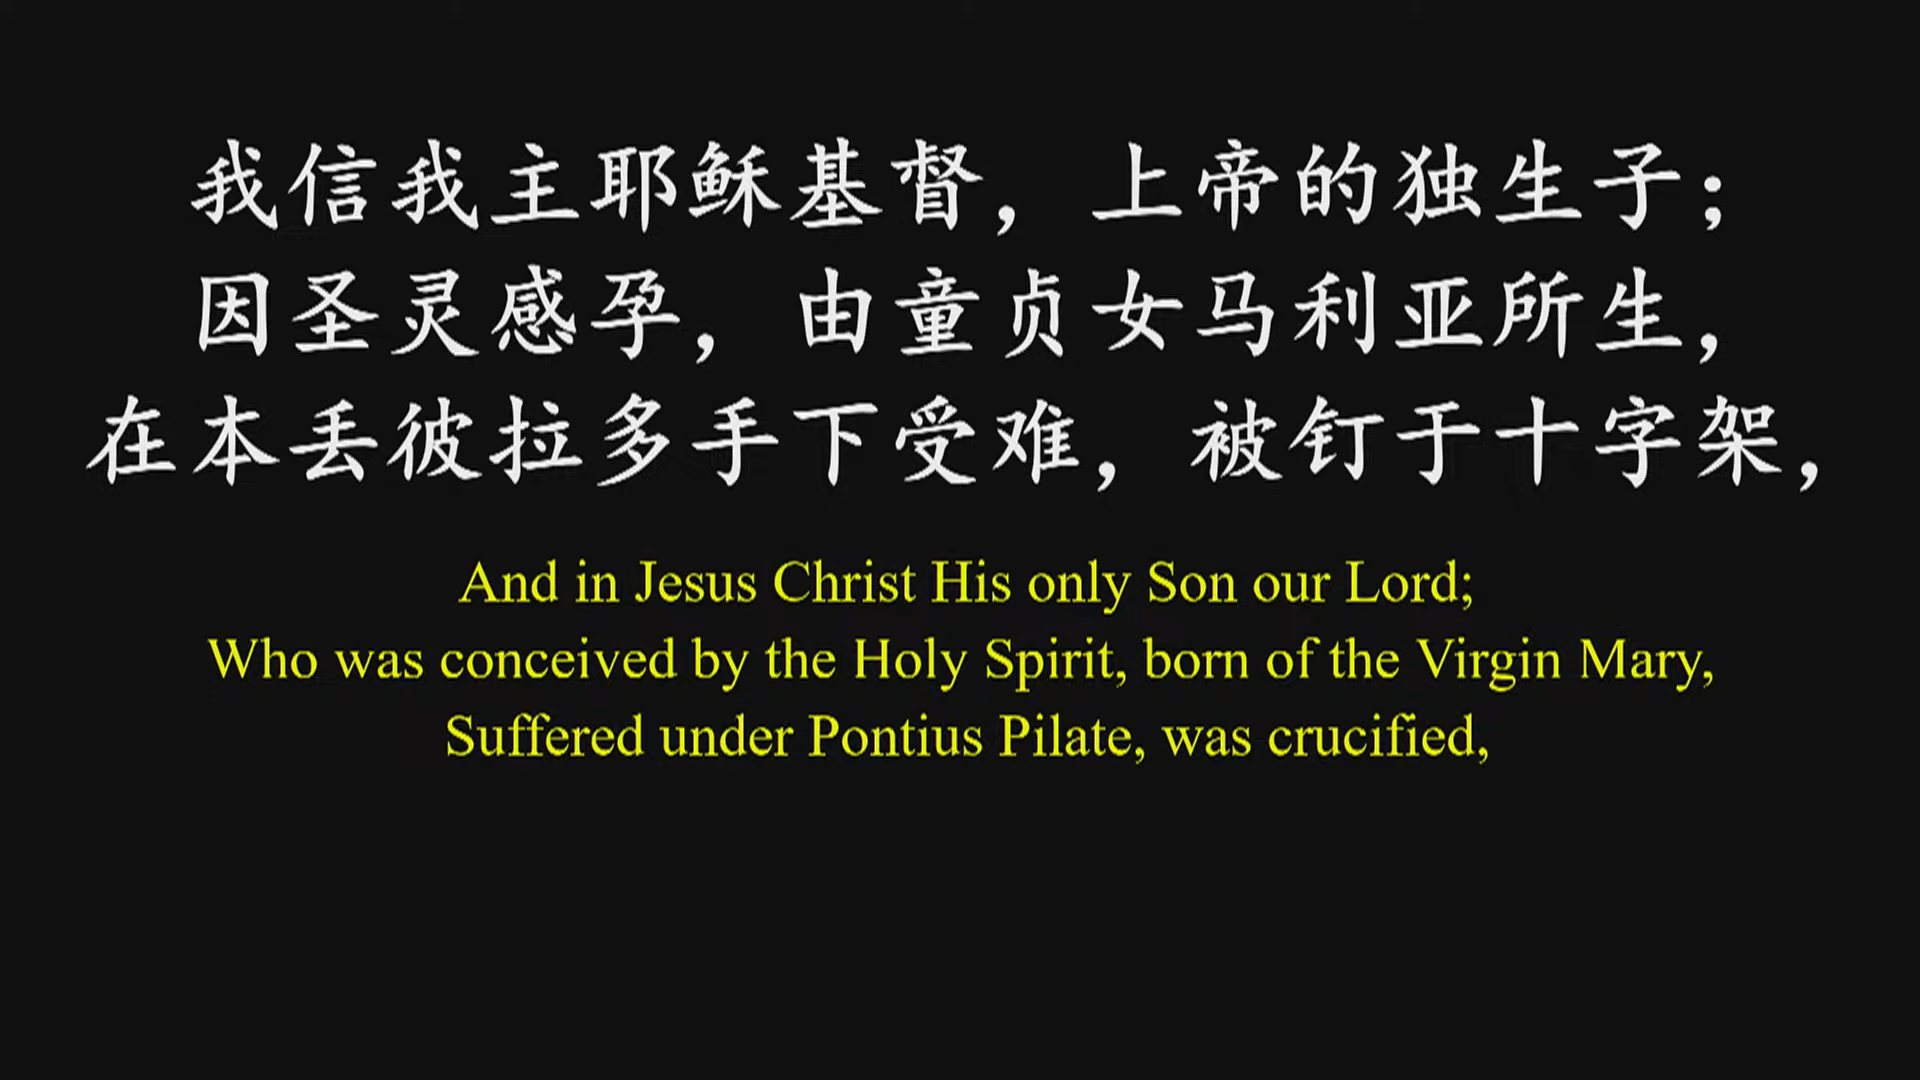 我信我主耶稣基督，上帝的独生子；
因圣灵感孕，由童贞女马利亚所生，
在本丢彼拉多手下受难，被钉于十字架，
And in Jesus Christ His only Son our Lord;
Who was conceived by the Holy Spirit, born of the Virgin Mary,
Suffered under Pontius Pilate, was crucified,